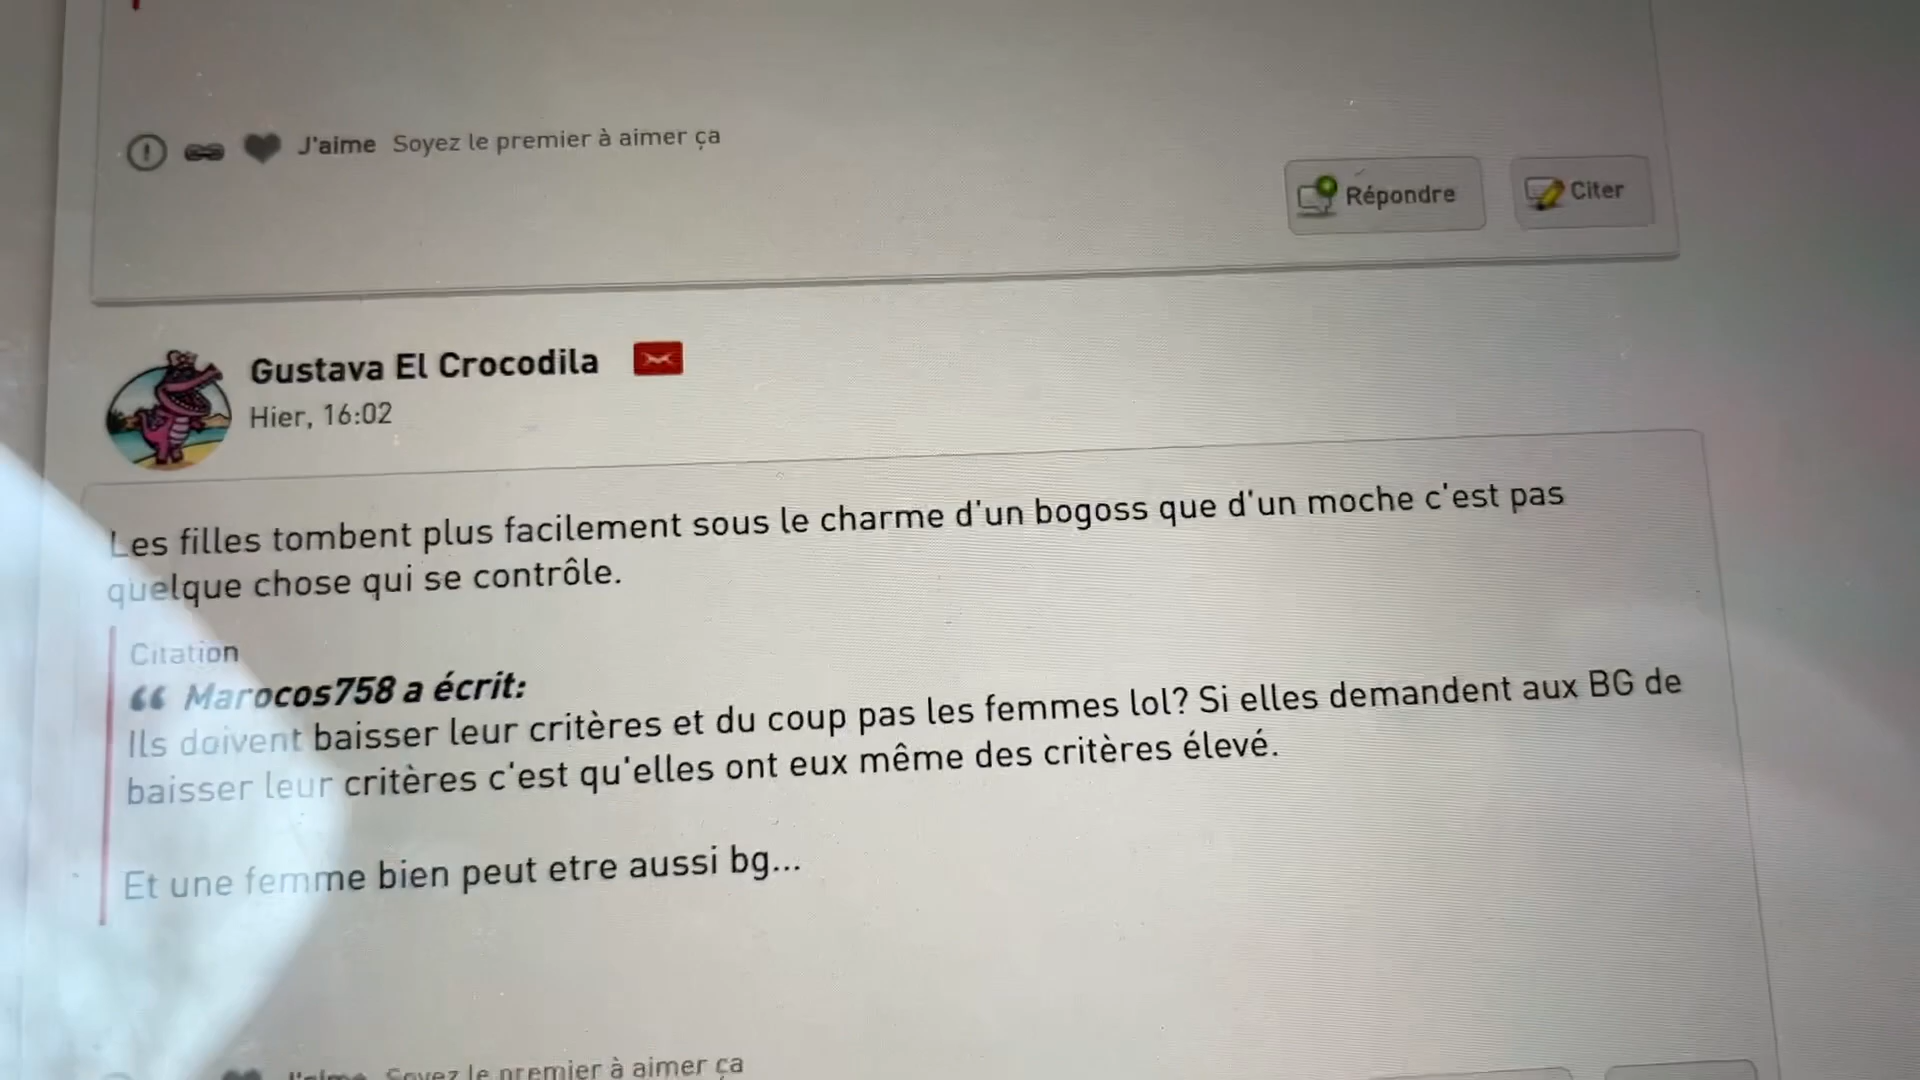 J'aime Soyez le premier à aimer ça
Répondre
Citer
Gustava El Crocodila
Hier, 16:02
Les filles tombent plus facilement sous le charme d'un bogoss que d'un moche c'est pas
quelque chose qui se contrôle.
Citation
“ Marocos758 a écrit:
Ils doivent baisser leur critères et du coup pas les femmes lol? Si elles demandent aux BG de
baisser leur critères c'est qu'elles ont eux même des critères élevé.
Et une femme bien peut etre aussi bg...
J'aime Soyez le premier à aimer ça